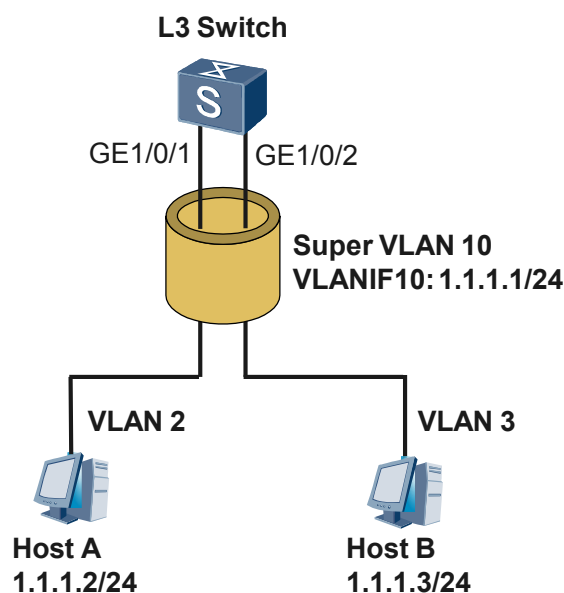 L3 Switch
S
GE1/0/1
GE1/0/2
Super VLAN 10
VLANIF10: 1.1.1.1/24
VLAN 2
VLAN 3
Host A
1.1.1.2/24
Host B
1.1.1.3/24